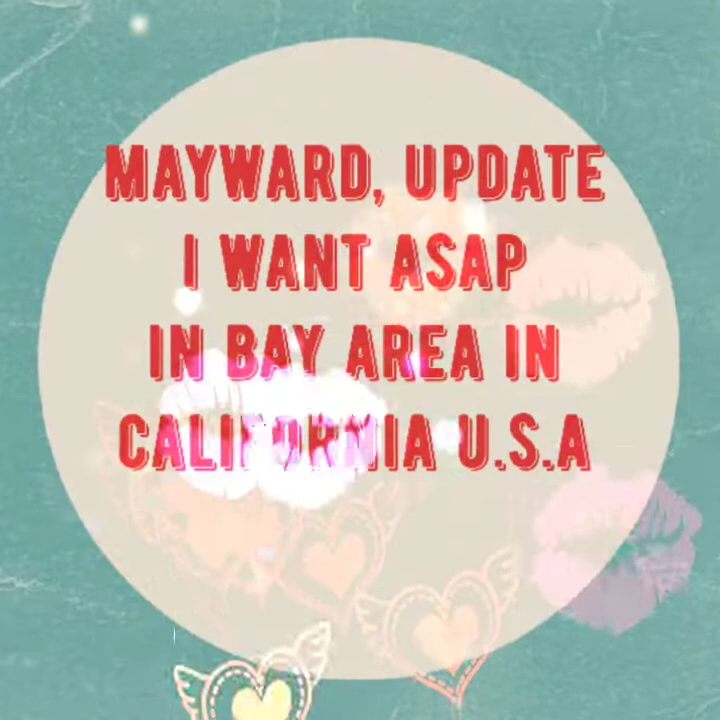 MAYWARD, UPDATE
I WANT ASAP
IN BAY AREA IN
CALIFORNIA U.S.A